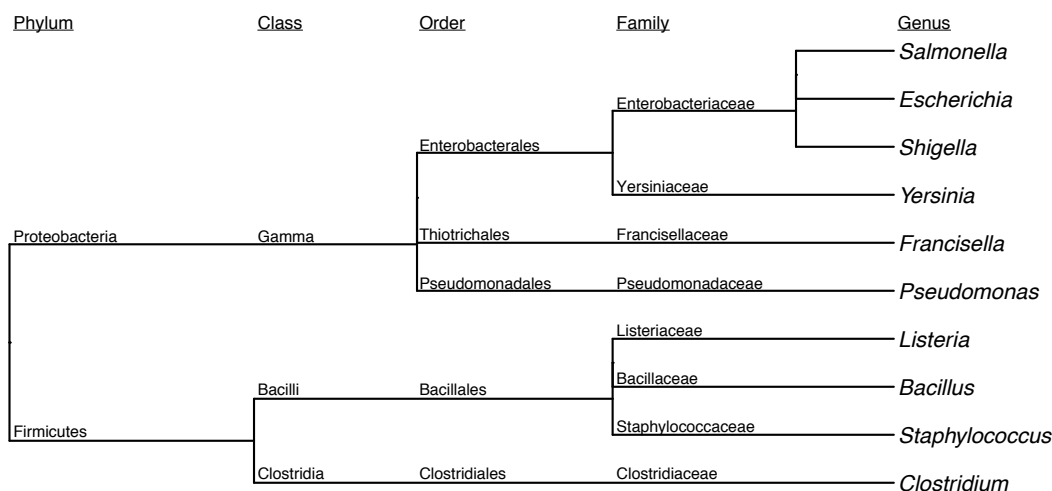 Phylum Class Order Family Genus
Salmonella
Enterobacteriaceae Escherichia
Enterobacterales Shigella
Yersiniaceae Yersinia
Proteobacteria Gamma Thiotrichales Francisellaceae Francisella
Pseudomonadales Pseudomonadaceae Pseudomonas
Listeriaceae Listeria
Bacilli Bacillales Bacillaceae Bacillus
Firmicutes Staphylococcaceae Staphylococcus
Clostridia Clostridiales Clostridiaceae Clostridium